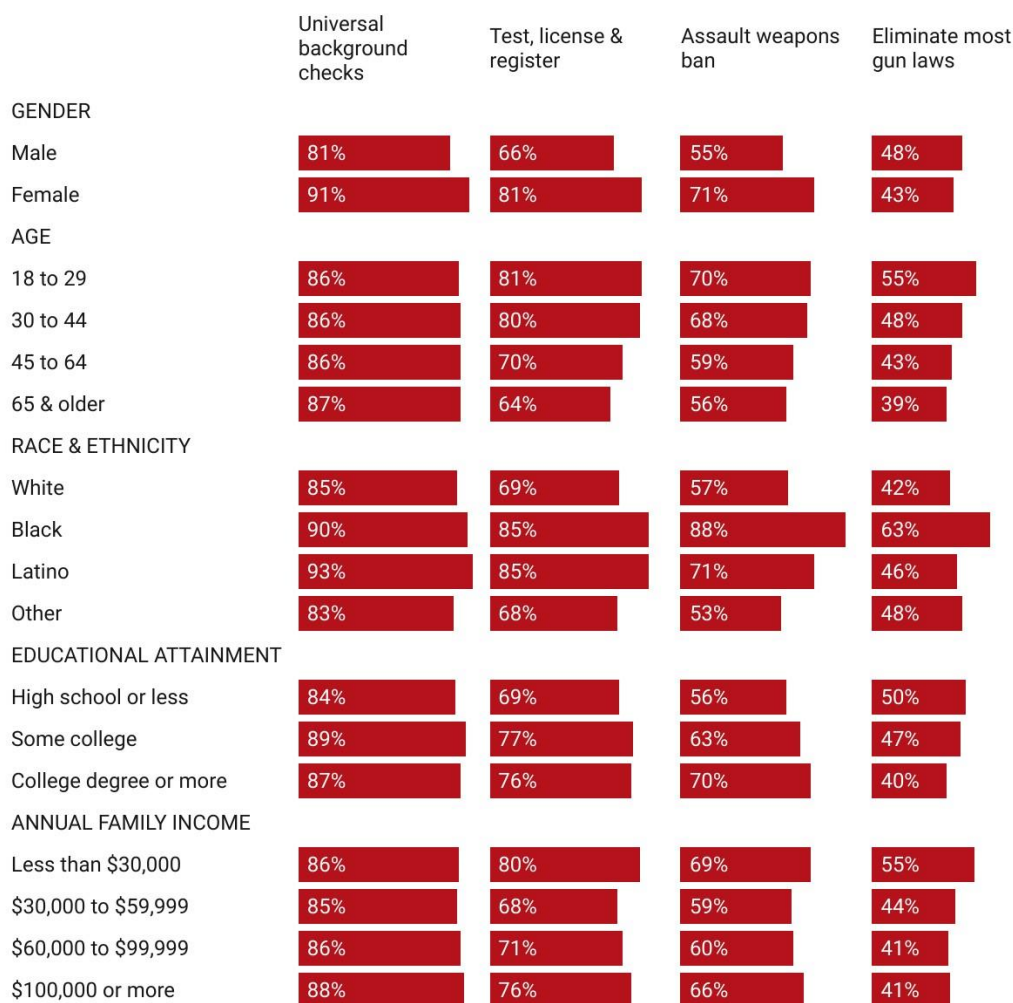 Universal
background
checks
Test, license &
register
Assault weapons
ban
Eliminate most
gun laws
GENDER
Male 81% 66% 55% 48%
Female 91% 81% 71% 43%
AGE
18 to 29 86% 81% 70% 55%
30 to 44 86% 80% 68% 48%
45 to 64 86% 70% 59% 43%
65 & older 87% 64% 56% 39%
RACE & ETHNICITY
White 85% 69% 57% 42%
Black 90% 85% 88% 63%
Latino 93% 85% 71% 46%
Other 83% 68% 53% 48%
EDUCATIONAL ATTAINMENT
High school or less 84% 69% 56% 50%
Some college 89% 77% 63% 47%
College degree or more 87% 76% 70% 40%
ANNUAL FAMILY INCOME
Less than $30,000 86% 80% 69% 55%
$30,000 to $59,999 85% 68% 59% 44%
$60,000 to $99,999 86% 71% 60% 41%
$100,000 or more 88% 76% 66% 41%